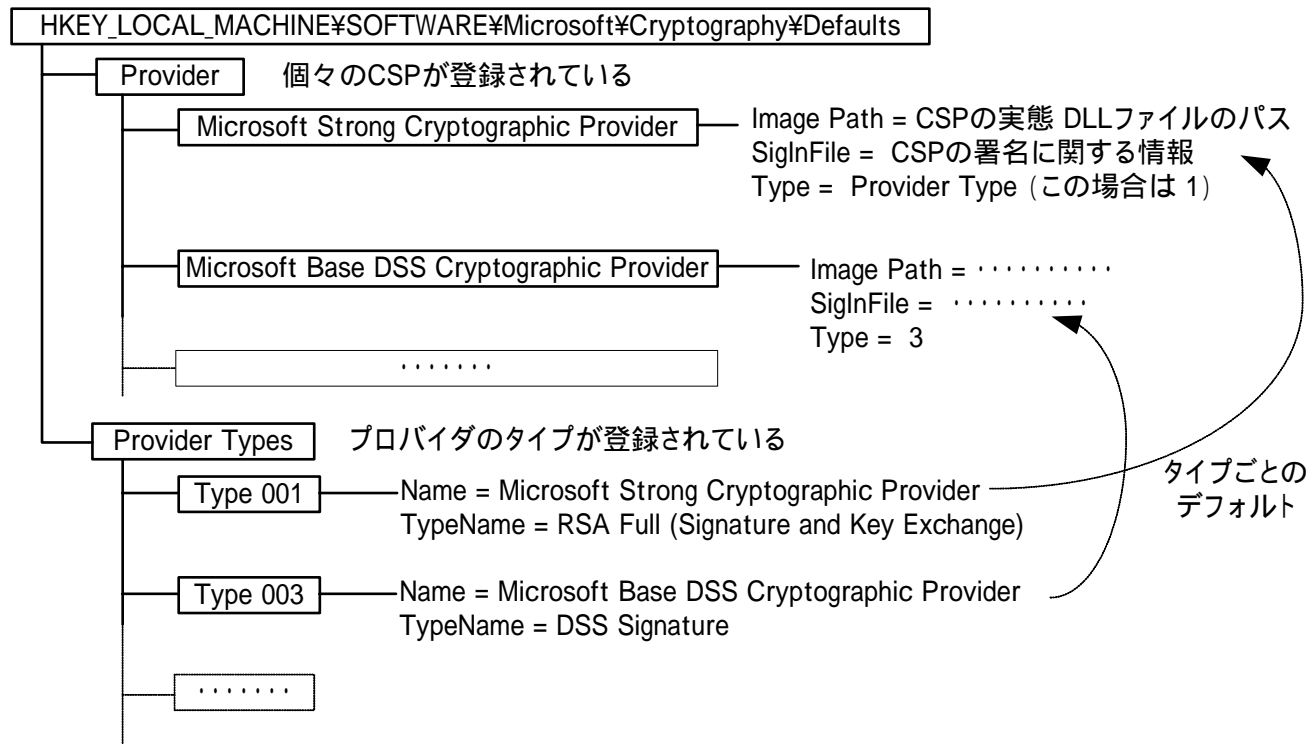 HKEY_LOCAL_MACHINE¥SOFTWARE¥Microsoft¥Cryptography¥Defaults
Provider 個々のCSPが登録されている
Microsoft Strong Cryptographic Provider
Image Path = CSPの実態 DLLファイルのパス
SigInFile = CSPの署名に関する情報
Type = Provider Type (この場合は 1)
Microsoft Base DSS Cryptographic Provider
Image Path = ··········
SigInFile = ··········
Type = 3
·······
Provider Types プロバイダのタイプが登録されている
Type 001
Name = Microsoft Strong Cryptographic Provider
TypeName = RSA Full (Signature and Key Exchange)
タイプごとの
デフォルト
Type 003
Name = Microsoft Base DSS Cryptographic Provider
TypeName = DSS Signature
·······